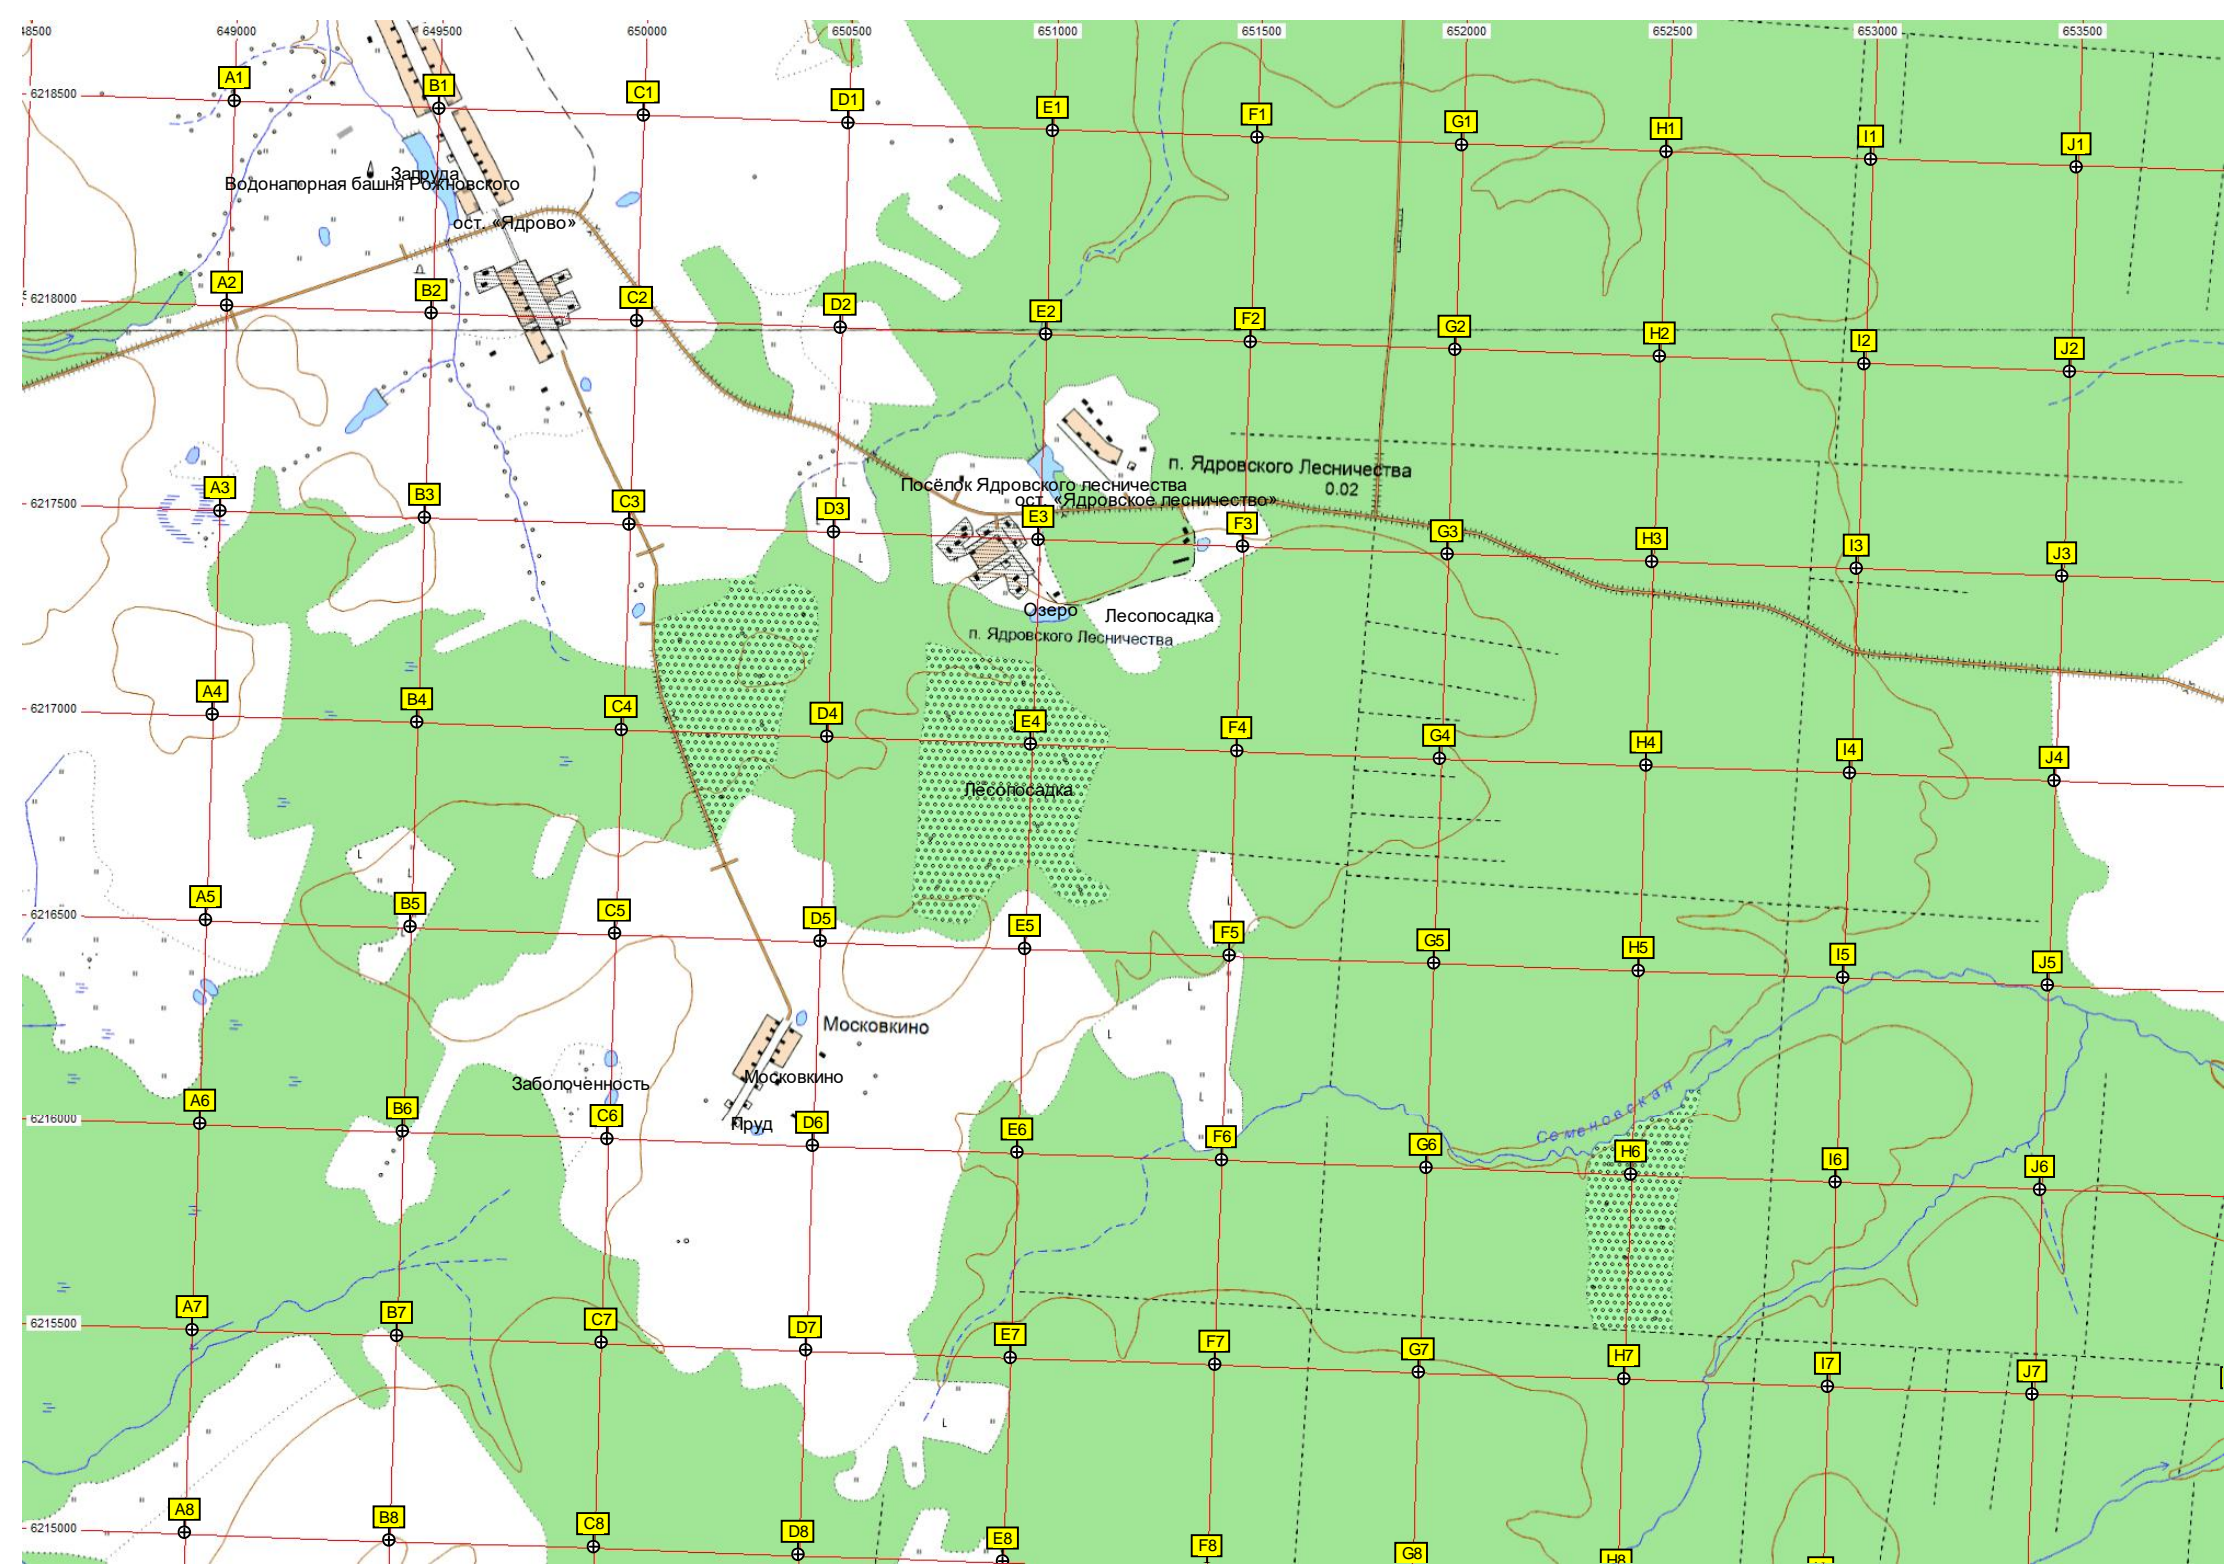 48500 649000 649500 650000 650500 651000 651500 652000 652500 653000 653500
6218500
A1 B1 C1 D1 E1 F1 G1 H1 I1 J1
Запруда
Водонапорная башня Рожновского
ост. «Ядрово»
6218000
A2 B2 C2 D2 E2 F2 G2 H2 I2 J2
п. Ядровского Лесничества
0.02
Посёлок Ядровского лесничества
ост. «Ядровское лесничество»
6217500
A3 B3 C3 D3 E3 F3 G3 H3 I3 J3
Озеро
Лесопосадка
п. Ядровского Лесничества
6217000
A4 B4 C4 D4 E4 F4 G4 H4 I4 J4
Лесопосадка
6216500
A5 B5 C5 D5 E5 F5 G5 H5 I5 J5
Московкино
Московкино
Заболоченность
Семеновская
Пруд
6216000
A6 B6 C6 D6 E6 F6 G6 H6 I6 J6
6215500
A7 B7 C7 D7 E7 F7 G7 H7 I7 J7
6215000
A8 B8 C8 D8 E8 F8 G8 H8